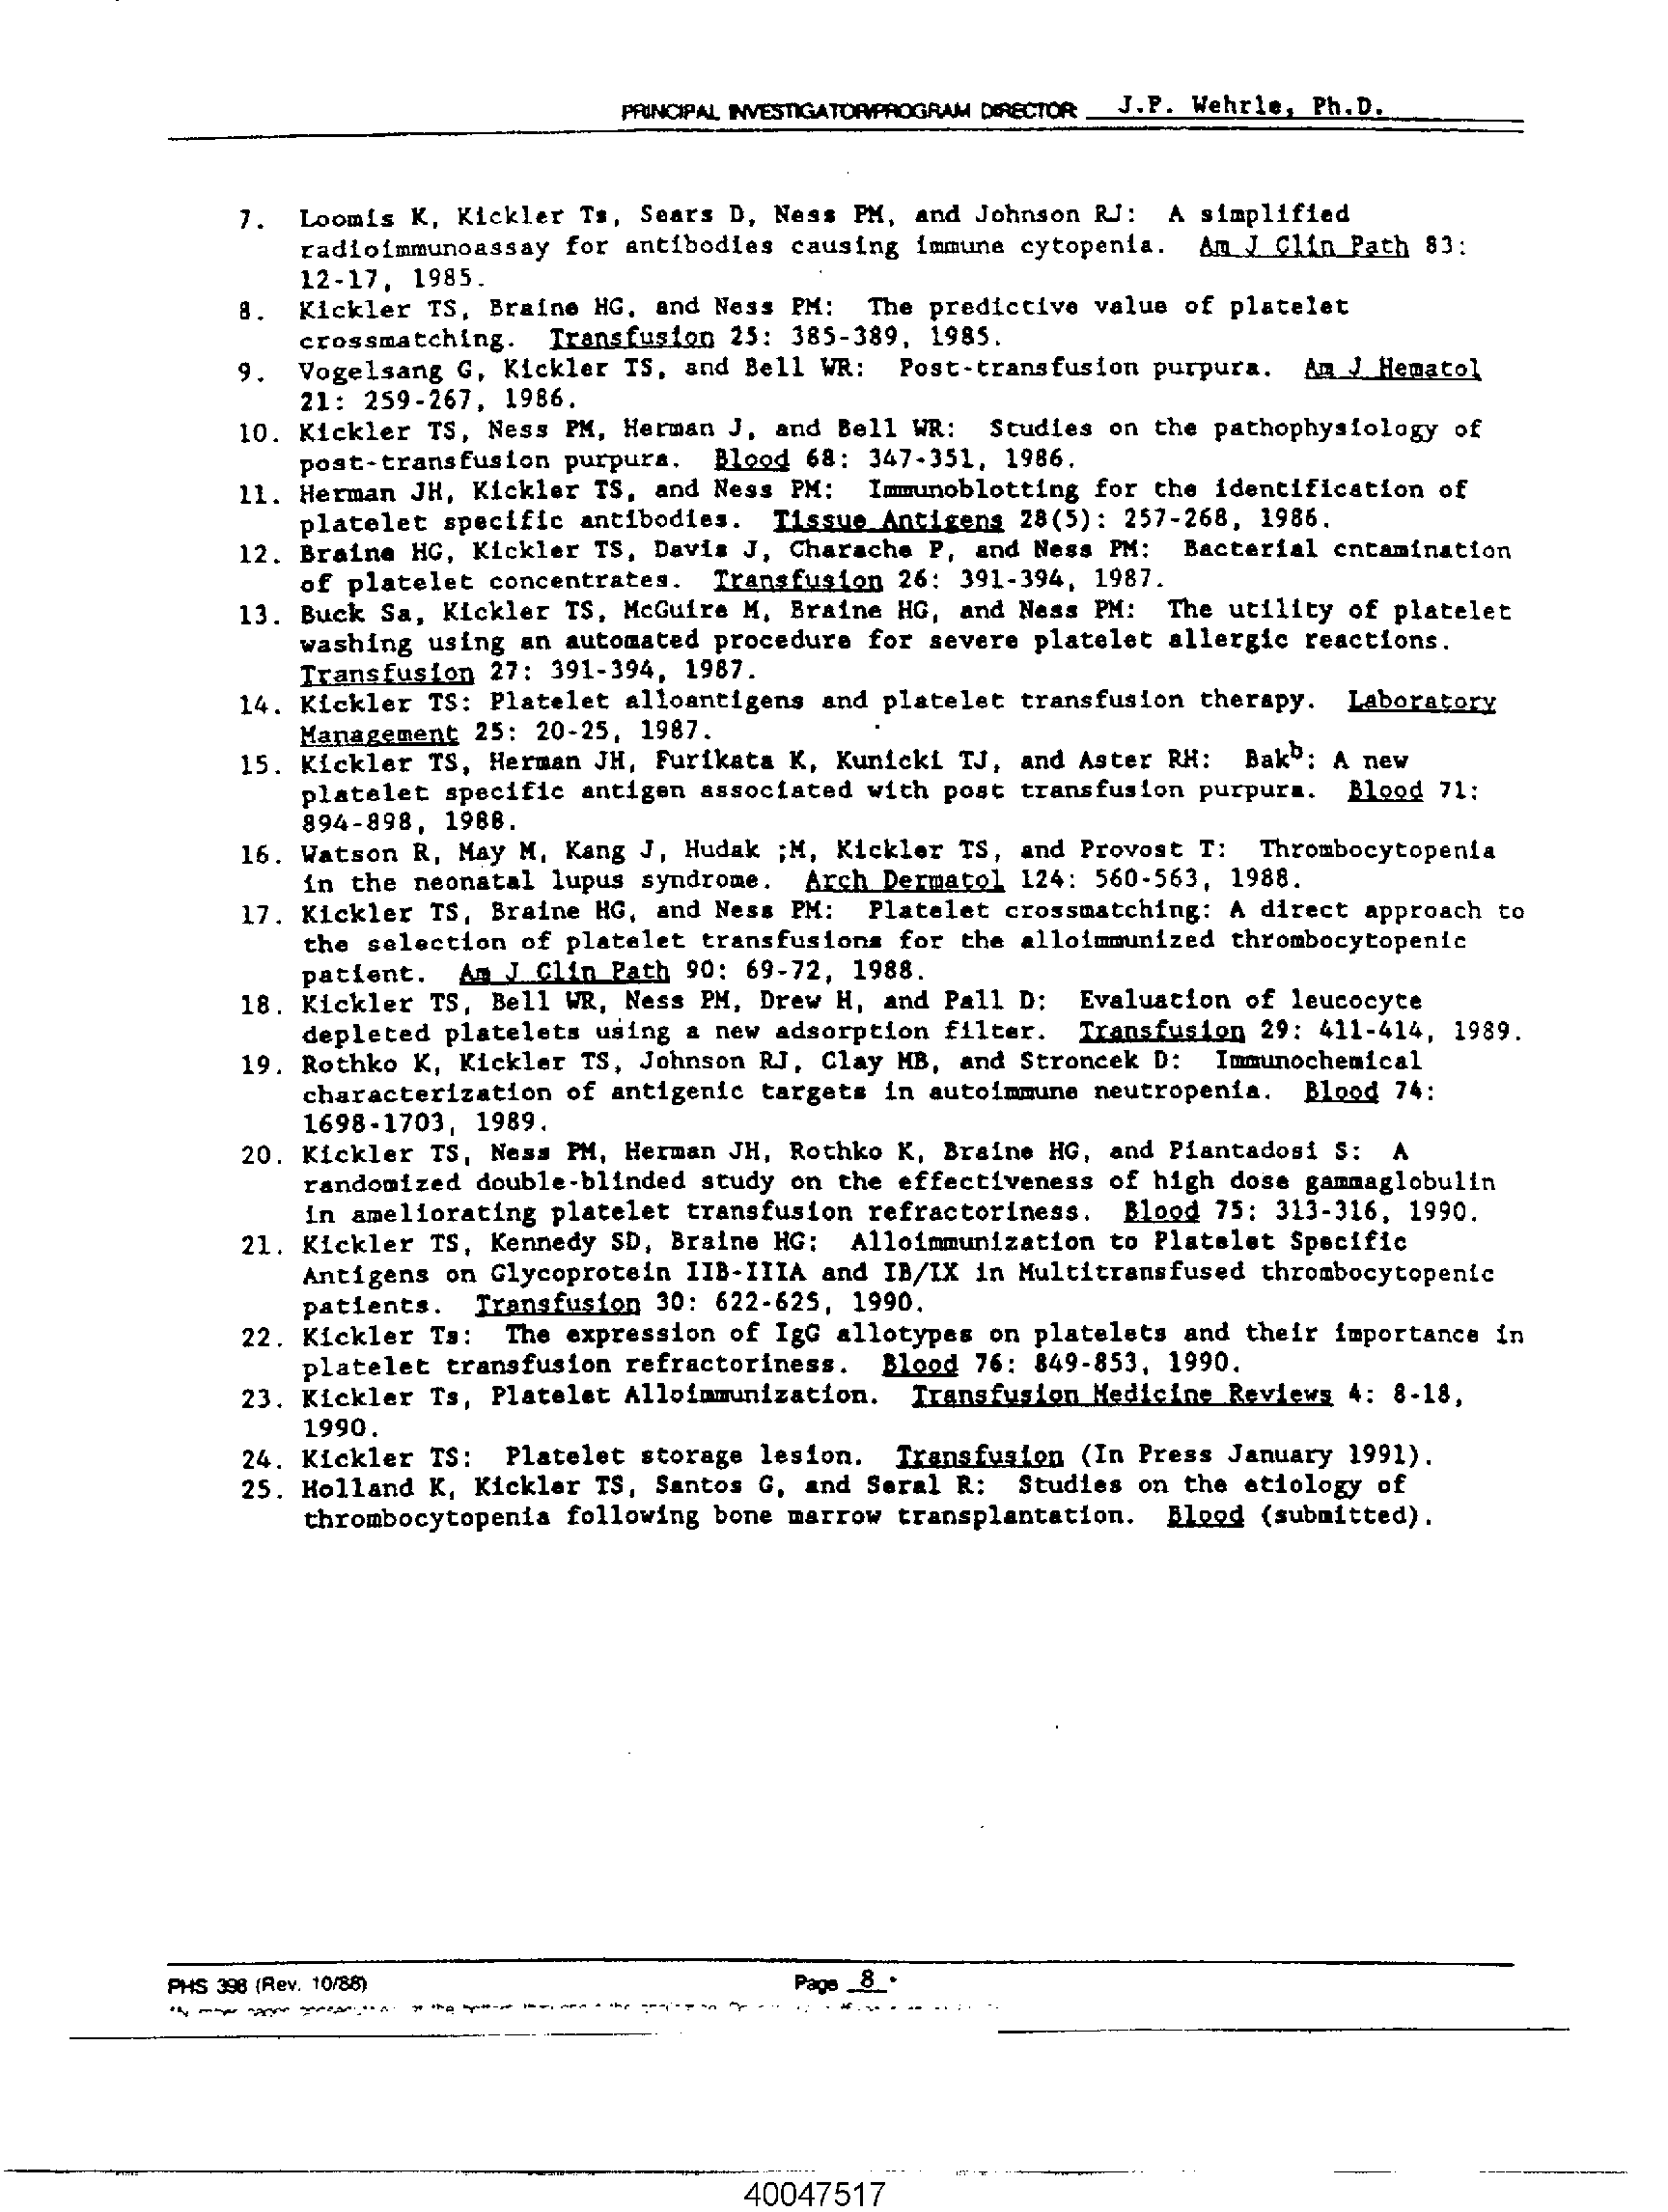 PRINCIPAL INVESTIGATOR/PROGRAM DIRECTOR J.P. Wehrle, Ph.D.
7. Loomis K, Kickler Ts, Sears D, Ness PM, and Johnson RJ: A simplified
radioimmunoassay for antibodies causing immune cytopenia. Am J Clin Path 83:
12-17, 1985.
8. Kickler TS, Braine HG, and Ness PM: The predictive value of platelet
crossmatching. Transfusion 25: 385-389, 1985.
9. Vogelsang G, Kickler TS, and Bell WR: Post-transfusion purpura. Am J Hematol
21: 259-267, 1986.
10. Kickler TS, Ness PM, Herman J, and Bell WR: Studies on the pathophysiology of
post-transfusion purpura. Blood 68: 347-351, 1986.
11. Herman JH, Kickler TS, and Ness PM: Immunoblotting for the identification of
platelet specific antibodies. Tissue Antigens 28(5): 257-268, 1986.
12. Braine HG, Kickler TS, Davis J, Charache P, and Ness PM: Bacterial cntamination
of platelet concentrates. Transfusion 26: 391-394, 1987.
13. Buck Sa, Kickler TS, McGuire M, Braine HG, and Ness PM: The utility of platelet
washing using an automated procedure for severe platelet allergic reactions.
Transfusion 27: 391-394, 1987.
14. Kickler TS: Platelet alloantigens and platelet transfusion therapy. Laboratory
Management 25: 20-25, 1987.
15. Kickler TS, Herman JH, Furikata K, Kunicki TJ, and Aster RH: Bakᵇ: A new
platelet specific antigen associated with post transfusion purpura. Blood 71:
894-898, 1988.
16. Watson R, May M, Kang J, Hudak ;M, Kickler TS, and Provost T: Thrombocytopenia
in the neonatal lupus syndrome. Arch Dermatol 124: 560-563, 1988.
17. Kickler TS, Braine HG, and Ness PM: Platelet crossmatching: A direct approach to
the selection of platelet transfusions for the alloimmunized thrombocytopenic
patient. Am J Clin Path 90: 69-72, 1988.
18. Kickler TS, Bell WR, Ness PM, Drew H, and Pall D: Evaluation of leucocyte
depleted platelets using a new adsorption filter. Transfusion 29: 411-414, 1989.
19. Rothko K, Kickler TS, Johnson RJ, Clay MB, and Stroncek D: Immunochemical
characterization of antigenic targets in autoimmune neutropenia. Blood 74:
1698-1703, 1989.
20. Kickler TS, Ness PM, Herman JH, Rothko K, Braine HG, and Piantadosi S: A
randomized double-blinded study on the effectiveness of high dose gammaglobulin
in ameliorating platelet transfusion refractoriness. Blood 75: 313-316, 1990.
21. Kickler TS, Kennedy SD, Braine HG: Alloimmunization to Platelet Specific
Antigens on Glycoprotein IIB-IIIA and IB/IX in Multitransfused thrombocytopenic
patients. Transfusion 30: 622-625, 1990.
22. Kickler Ts: The expression of IgG allotypes on platelets and their importance in
platelet transfusion refractoriness. Blood 76: 849-853, 1990.
23. Kickler Ts, Platelet Alloimmunization. Transfusion Medicine Reviews 4: 8-18,
1990.
24. Kickler TS: Platelet storage lesion. Transfusion (In Press January 1991).
25. Holland K, Kickler TS, Santos G, and Saral R: Studies on the etiology of
thrombocytopenia following bone marrow transplantation. Blood (submitted).
PHS 398 (Rev. 10/88) Page 8
40047517